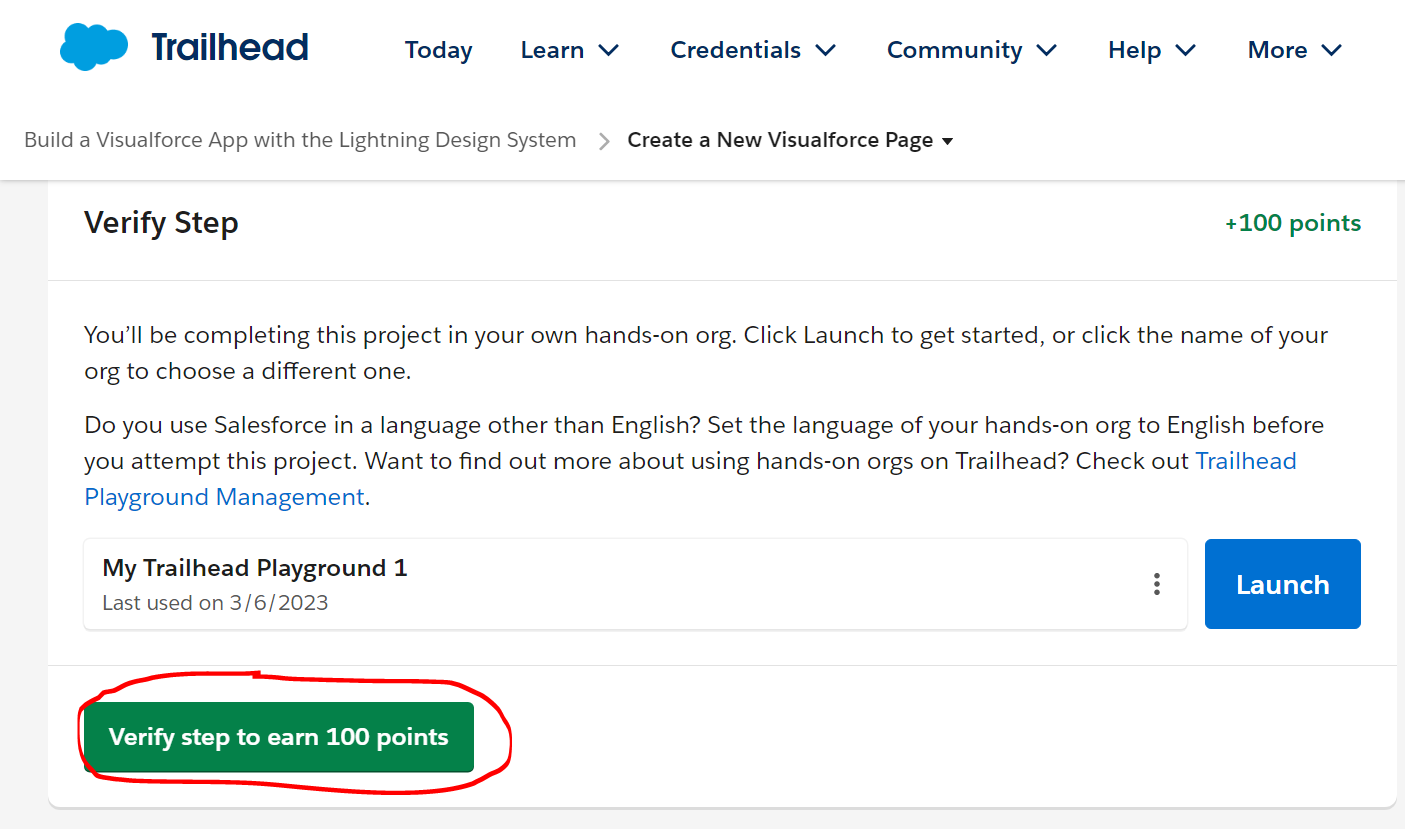 Trailhead
Today Learn Credentials Community Help More
Build a Visualforce App with the Lightning Design System Create a New Visualforce Page
Verify Step
+100 points
You’ll be completing this project in your own hands-on org. Click Launch to get started, or click the name of your
org to choose a different one.
Do you use Salesforce in a language other than English? Set the language of your hands-on org to English before
you attempt this project. Want to find out more about using hands-on orgs on Trailhead? Check out Trailhead
Playground Management.
My Trailhead Playground 1
Last used on 3/6/2023
Launch
Verify step to earn 100 points